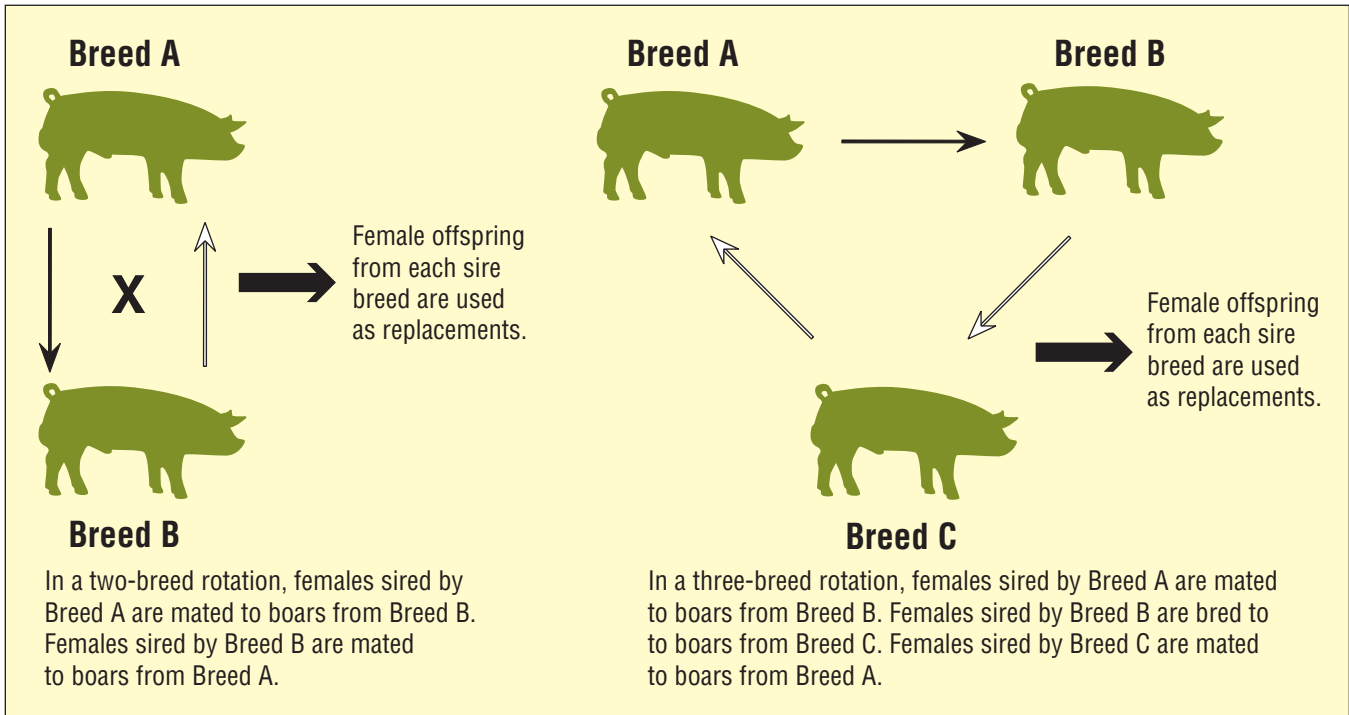 Breed A
X
Female offspring
from each sire
breed are used
as replacements.
Breed B
In a two-breed rotation, females sired by
Breed A are mated to boars from Breed B.
Females sired by Breed B are mated
to boars from Breed A.
Breed A
Breed B
Female offspring
from each sire
breed are used
as replacements.
Breed C
In a three-breed rotation, females sired by Breed A are mated
to boars from Breed B. Females sired by Breed B are bred to
to boars from Breed C. Females sired by Breed C are mated
to boars from Breed A.